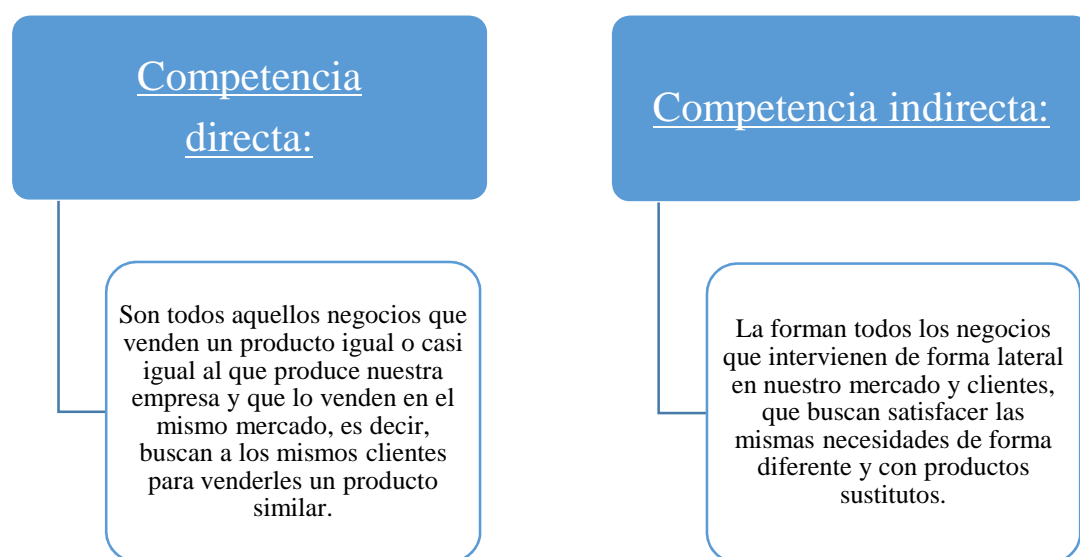 Competencia
directa:
Son todos aquellos negocios que
venden un producto igual o casi
igual al que produce nuestra
empresa y que lo venden en el
mismo mercado, es decir,
buscan a los mismos clientes
para venderles un producto
similar.
Competencia indirecta:
La forman todos los negocios
que intervienen de forma lateral
en nuestro mercado y clientes,
que buscan satisfacer las
mismas necesidades de forma
diferente y con productos
sustitutos.